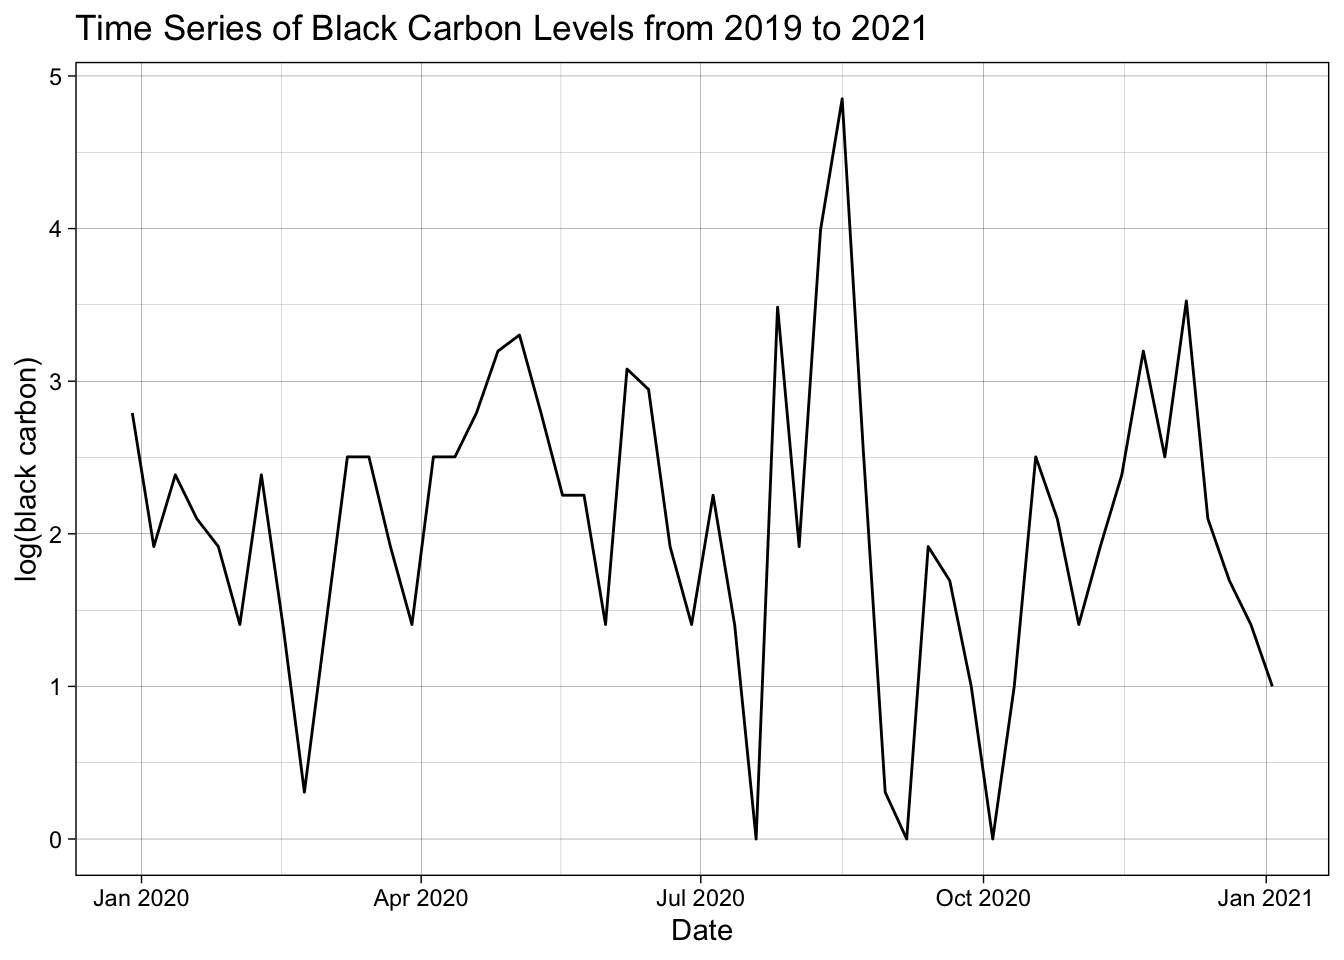 Time Series of Black Carbon Levels from 2019 to 2021
5
4
3
2
1
0
log(black carbon)
Jan 2020 Apr 2020 Jul 2020 Oct 2020 Jan 2021
Date